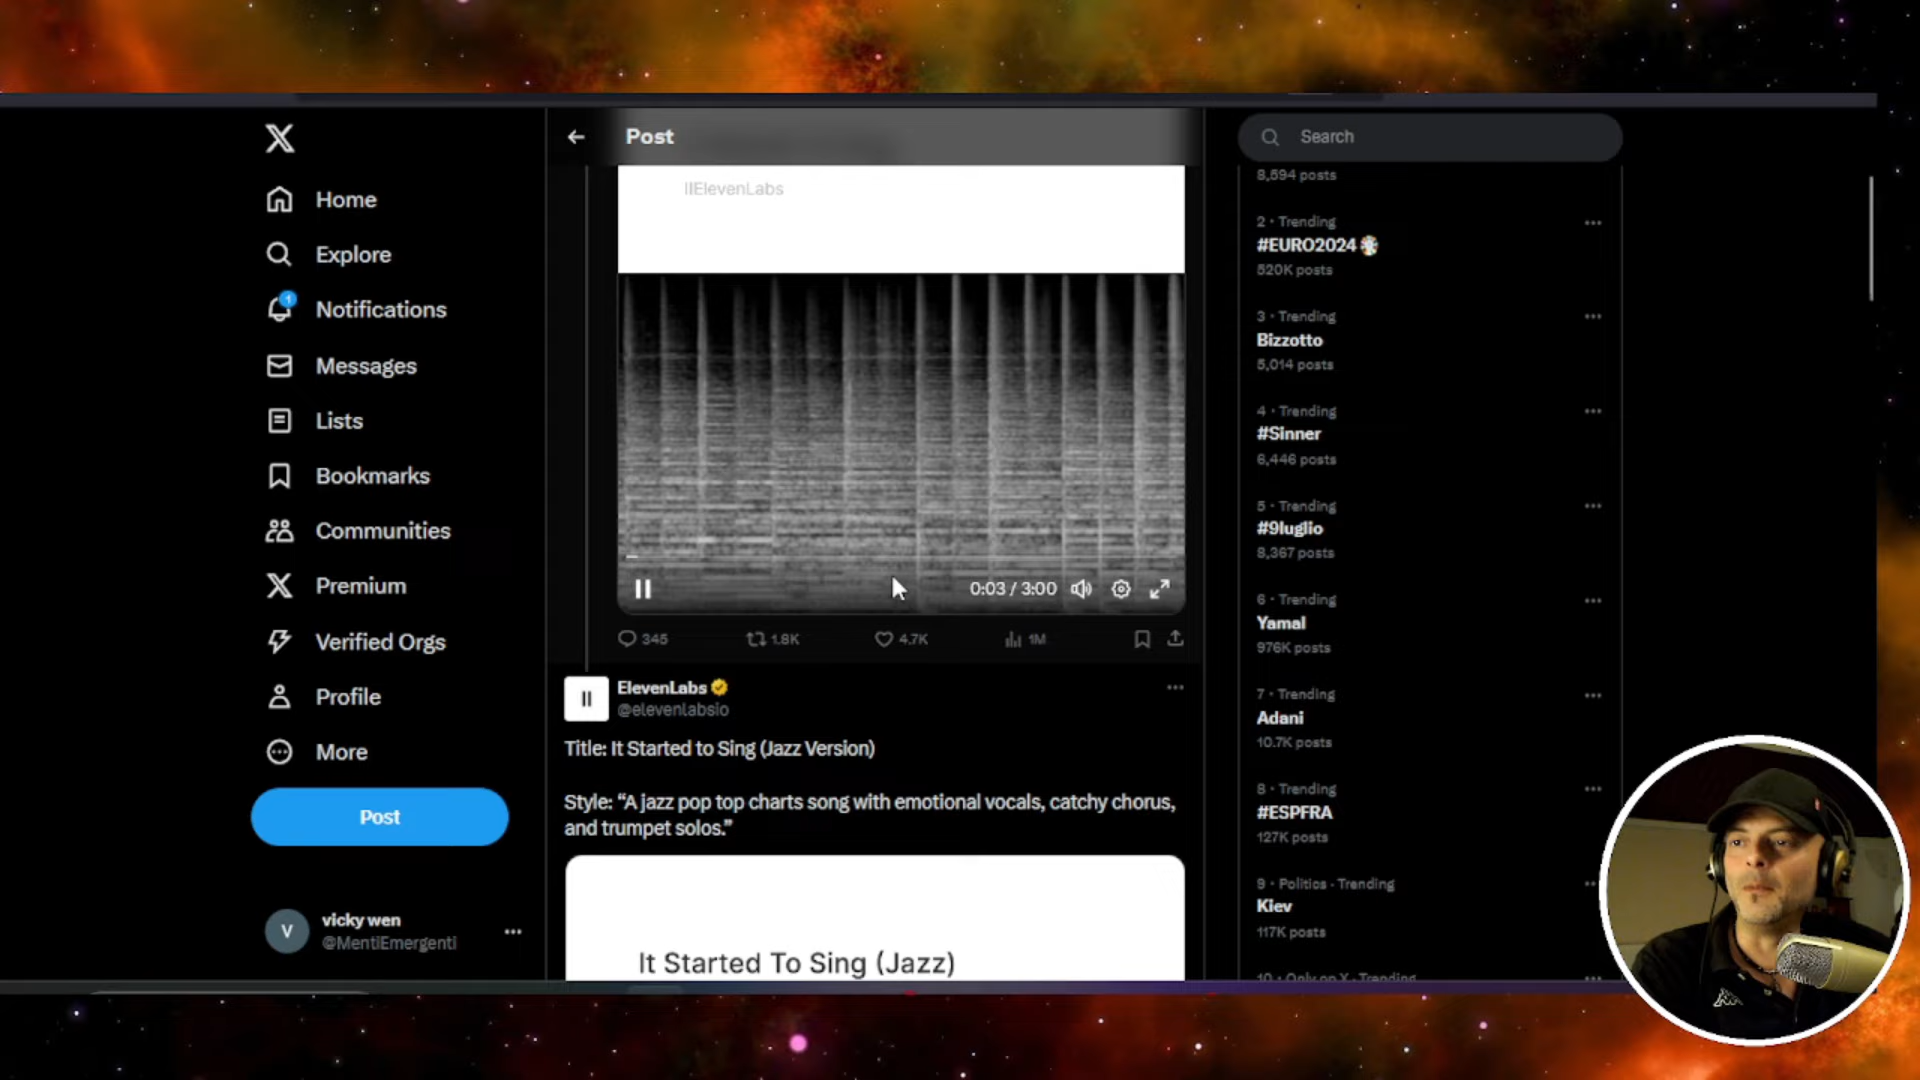 Home
Explore
1
Notifications
Messages
Lists
Bookmarks
Communities
Premium
Verified Orgs
Profile
More
Post
V
vicky wen
@MentiEmergenti
Post
IIElevenLabs
0:03 / 3:00
345
1.8K
4.7K
1M
ElevenLabs
@elevenlabsio
Title: It Started to Sing (Jazz Version)
Style: “A jazz pop top charts song with emotional vocals, catchy chorus,
and trumpet solos.”
It Started To Sing (Jazz)
Search
8,594 posts
2 · Trending
#EURO2024
520K posts
3 · Trending
Bizzotto
5,014 posts
4 · Trending
#Sinner
6,446 posts
5 · Trending
#9luglio
8,367 posts
6 · Trending
Yamal
976K posts
7 · Trending
Adani
10.7K posts
8 · Trending
#ESPFRA
127K posts
9 · Politics · Trending
Kiev
117K posts
10 · Only on X · Trending